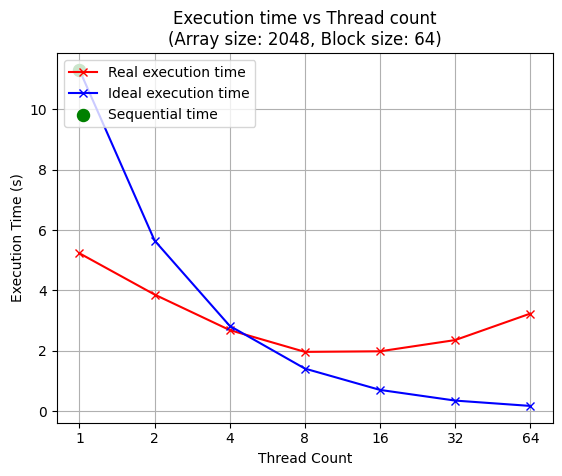 Execution time vs Thread count
(Array size: 2048, Block size: 64)
Real execution time
Ideal execution time
Sequential time
Execution Time (s)
10
8
6
4
2
0
1 2 4 8 16 32 64
Thread Count